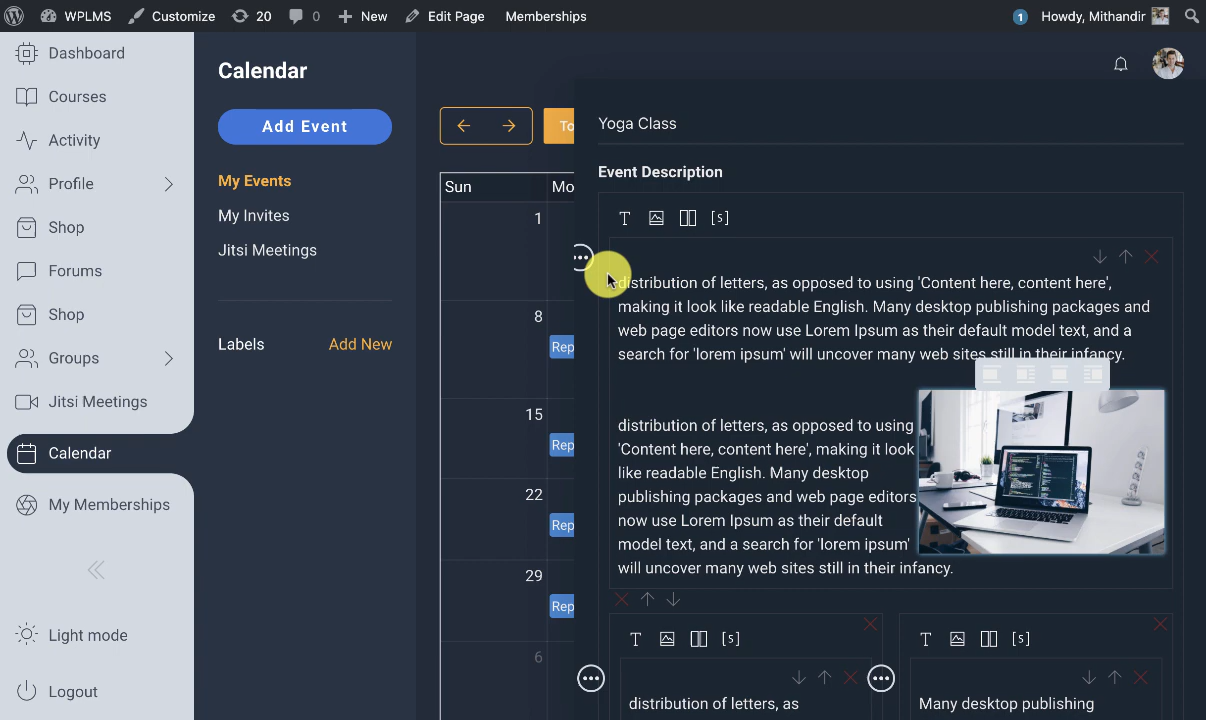 WPLMS Customize 20 0 New Edit Page Memberships 1 Howdy, Mithandir
Dashboard
Courses
Activity
Profile
Shop
Forums
Shop
Groups
Jitsi Meetings
Calendar
My Memberships
Light mode
Logout
Calendar
Add Event
My Events
My Invites
Jitsi Meetings
Labels Add New
To
Sun Mo
1
8
Rep
15
Rep
22
Rep
29
Rep
6
Yoga Class
Event Description
T [s]
distribution of letters, as opposed to using 'Content here, content here',
making it look like readable English. Many desktop publishing packages and
web page editors now use Lorem Ipsum as their default model text, and a
search for 'lorem ipsum' will uncover many web sites still in their infancy.
distribution of letters, as opposed to using
'Content here, content here', making it look
like readable English. Many desktop
publishing packages and web page editors
now use Lorem Ipsum as their default
model text, and a search for 'lorem ipsum'
will uncover many web sites still in their infancy.
T [s]
distribution of letters, as
T [s]
Many desktop publishing